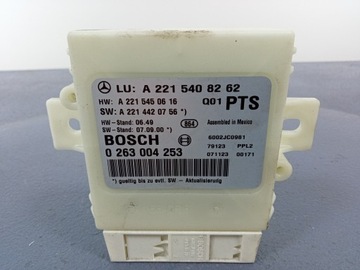 LU: A 221 540 82 62
HW: A 221 545 06 16 Q01 PTS
SW: A 221 442 07 56 *)
HW -Stand: 06.49 864 Assembled in Mexico
SW -Stand: 07.09.00 *) 6002JC0981
BOSCH 79123 PPL2
0 263 004 253 071123 00171
*) gueltig bis zu evtl. SW - Aktualisierung